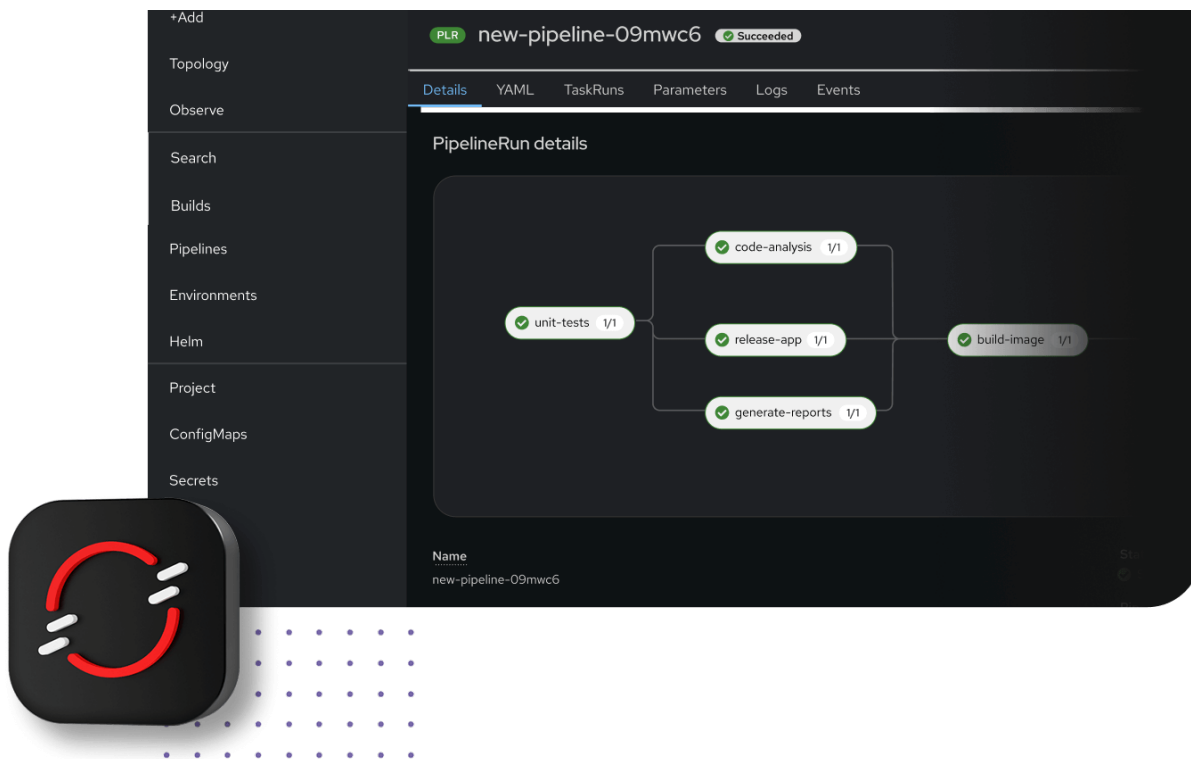 +Add
Topology
Observe
Search
Builds
Pipelines
Environments
Helm
Project
ConfigMaps
Secrets
PLR new-pipeline-09mwc6 Succeeded
Details YAML TaskRuns Parameters Logs Events
PipelineRun details
code-analysis 1/1
unit-tests 1/1
release-app 1/1
build-image 1/1
generate-reports 1/1
Name
new-pipeline-09mwc6